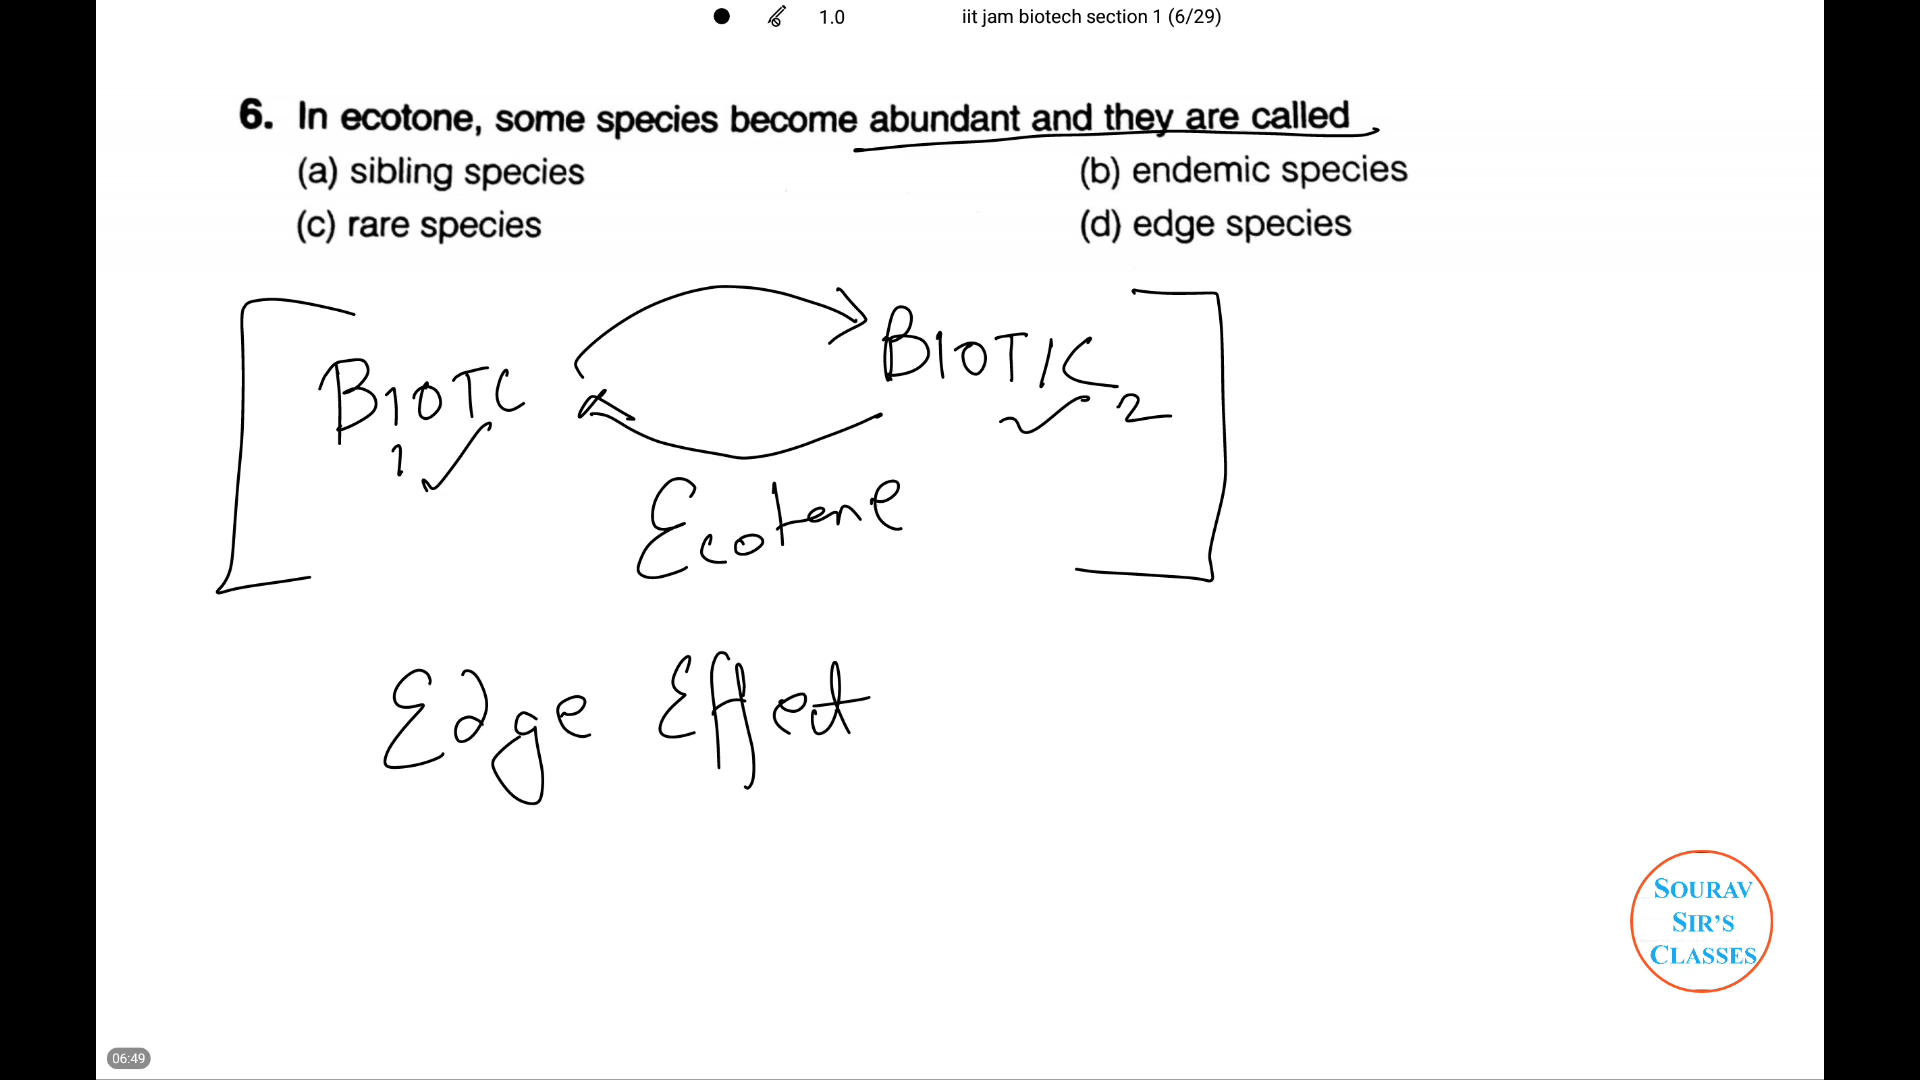 1.0 iit jam biotech section 1 (6/29)
6. In ecotone, some species become abundant and they are called
(a) sibling species (b) endemic species
(c) rare species (d) edge species
BIOTC BIOTIC
1 2
Ecotone
Edge Effect
SOURAV
SIR'S
CLASSES
06:49